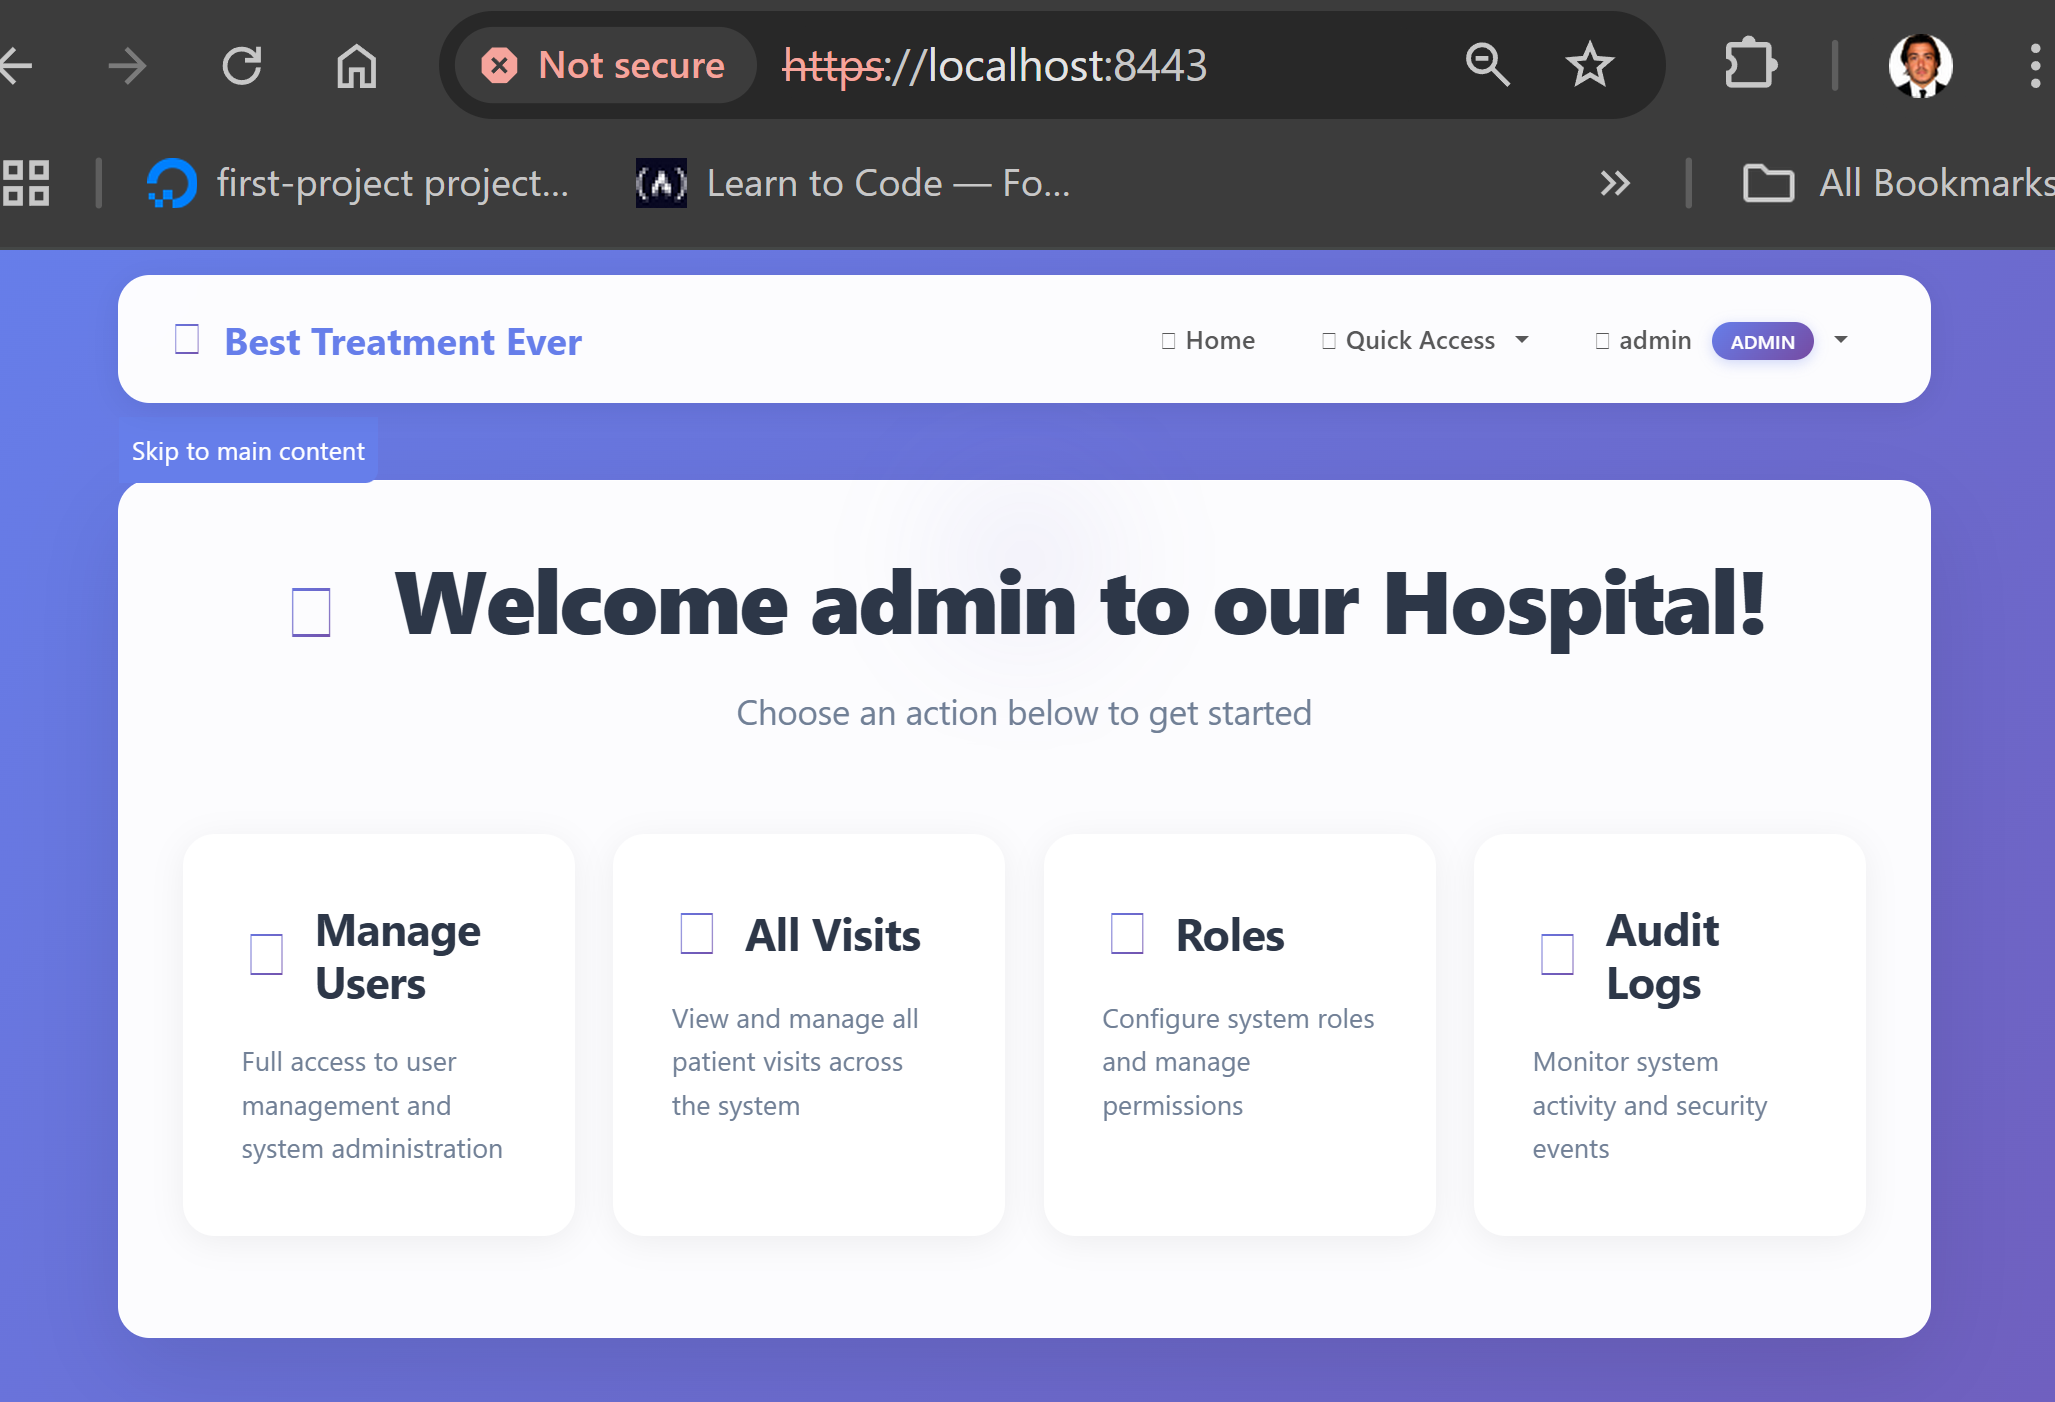 Not secure
https://localhost:8443
first-project project...
Learn to Code — Fo...
All Bookmarks
Best Treatment Ever
Home
Quick Access
admin
ADMIN
Skip to main content
Welcome admin to our Hospital!
Choose an action below to get started
Manage
Users
Full access to user
management and
system administration
All Visits
View and manage all
patient visits across
the system
Roles
Configure system roles
and manage
permissions
Audit
Logs
Monitor system
activity and security
events